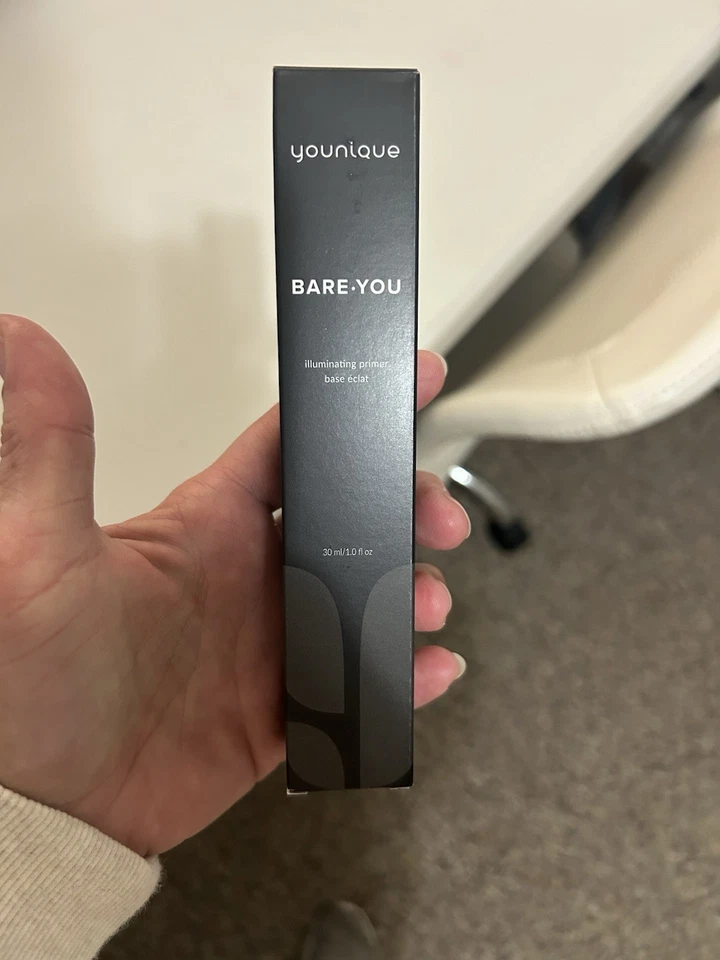 younique
BARE·YOU
illuminating primer
base éclat
30 ml/1.0 fl oz